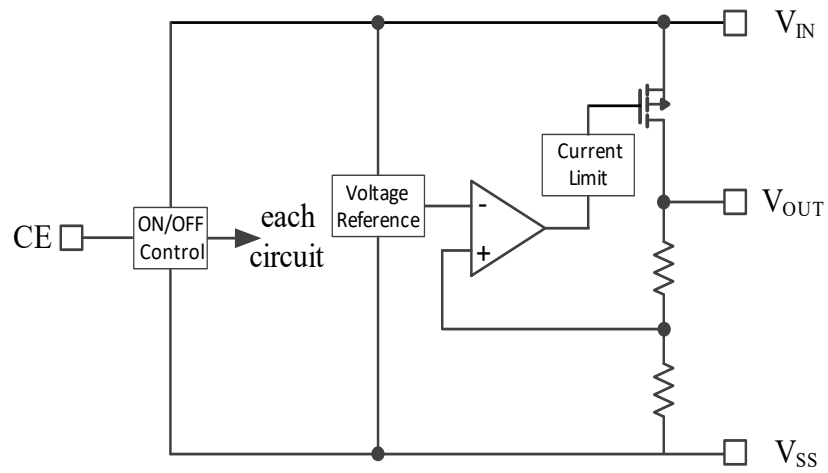 V_IN
Current
Limit
Voltage
Reference
-
+
V_OUT
CE
ON/OFF
Control
each
circuit
V_SS